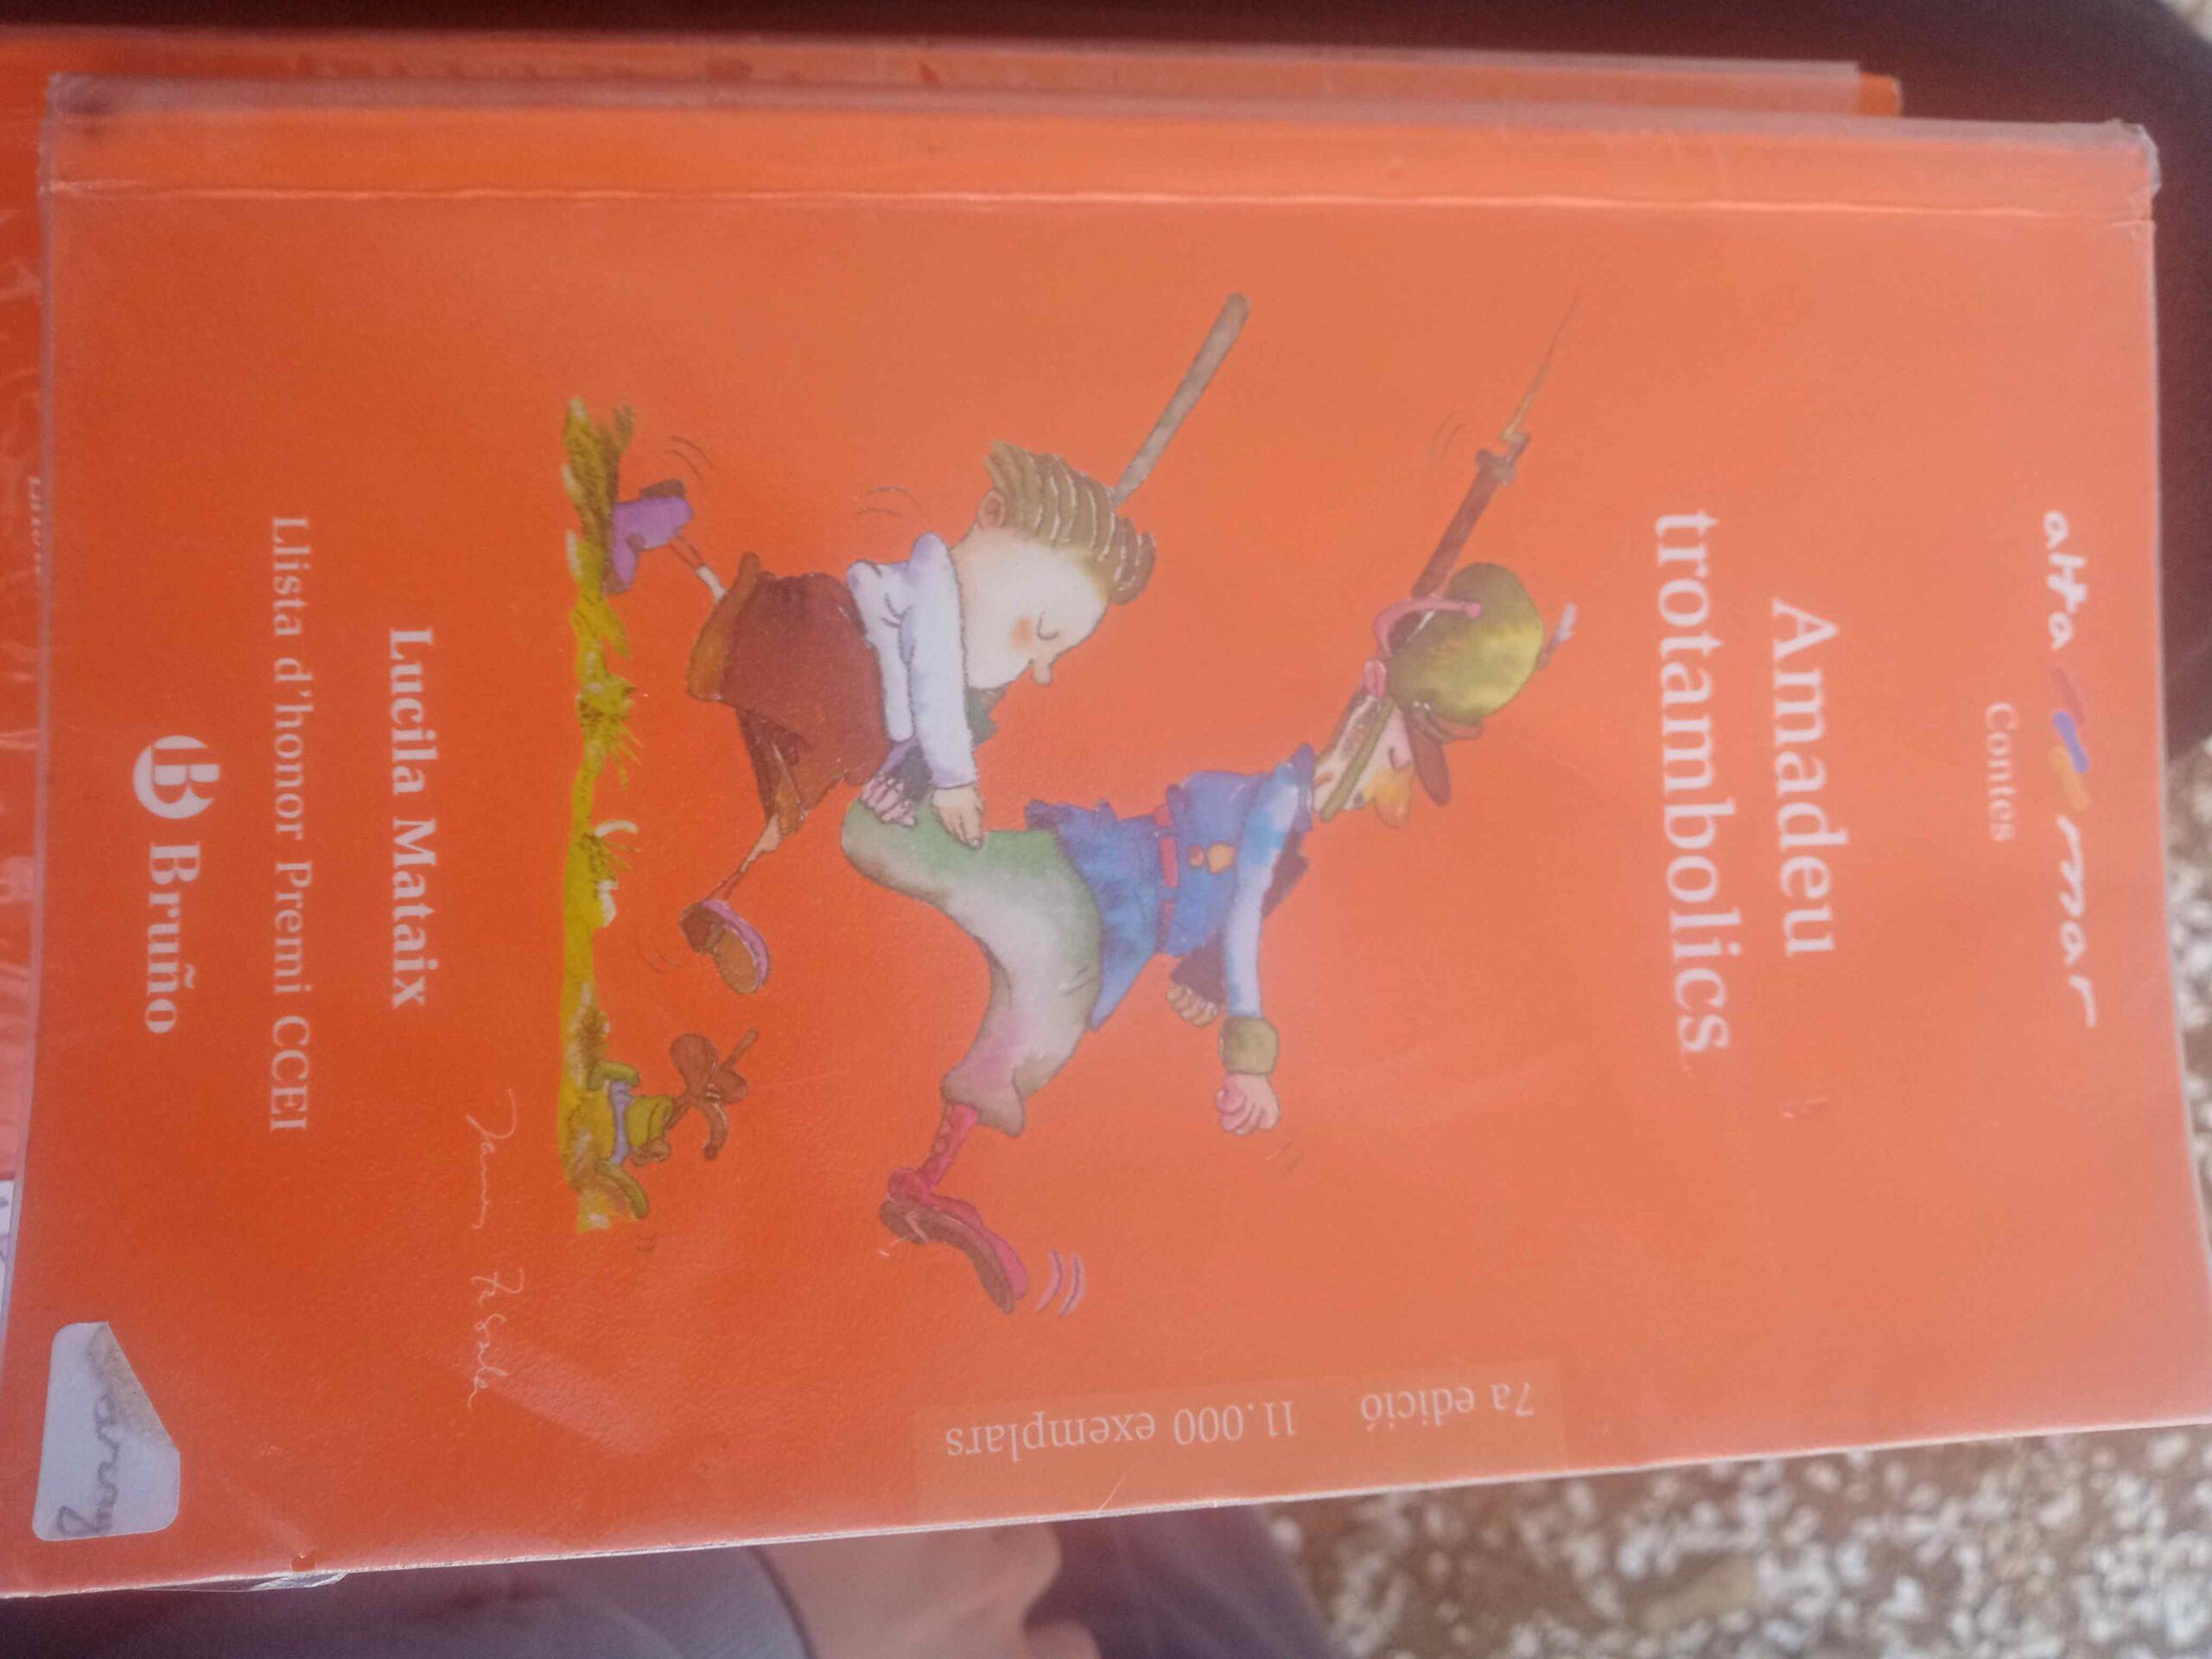 alta mar
Contes
Amadeu
trotambolics
7a edició 11.000 exemplars
Lucila Mataix
Llista d'honor Premi CCEI
B Bruño